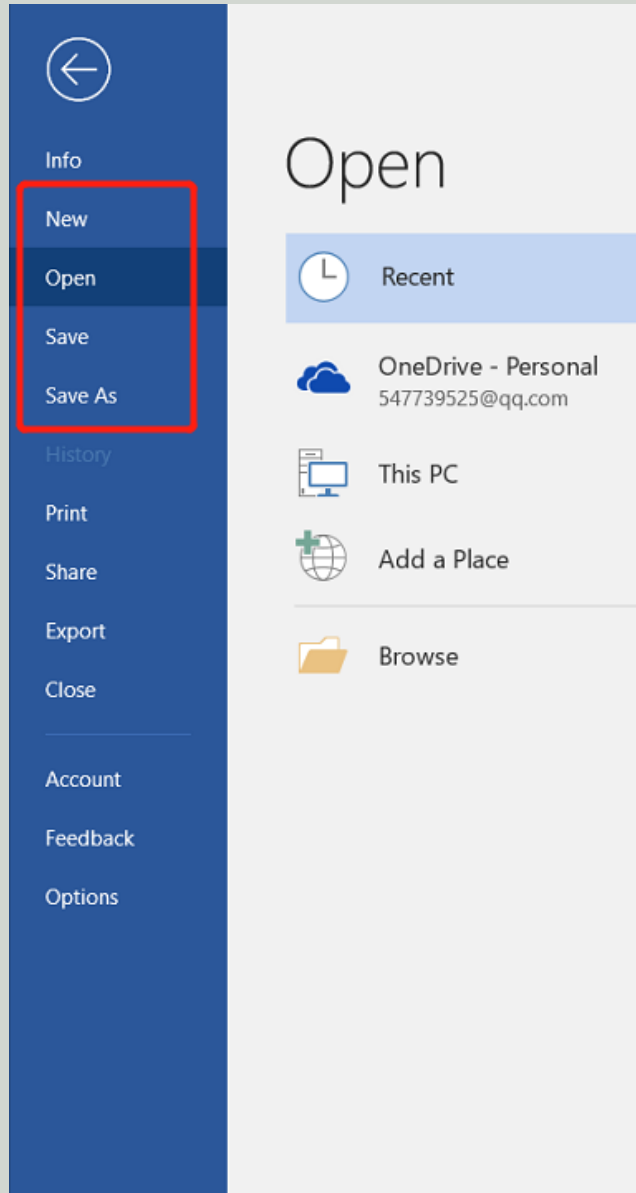 Info
New
Open
Save
Save As
History
Print
Share
Export
Close
Account
Feedback
Options
Open
Recent
OneDrive - Personal
547739525@qq.com
This PC
Add a Place
Browse